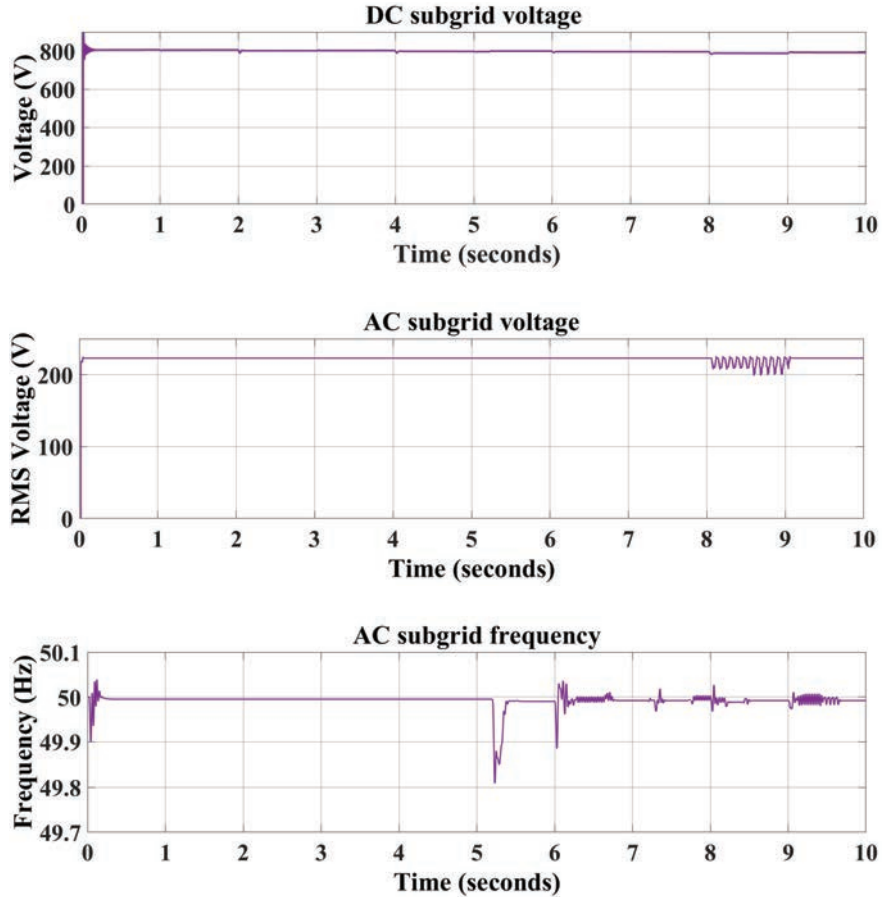 DC subgrid voltage
Voltage (V)
800
600
400
200
0
0 1 2 3 4 5 6 7 8 9 10
Time (seconds)
AC subgrid voltage
RMS Voltage (V)
200
100
0
0 1 2 3 4 5 6 7 8 9 10
Time (seconds)
AC subgrid frequency
Frequency (Hz)
50.1
50
49.9
49.8
49.7
0 1 2 3 4 5 6 7 8 9 10
Time (seconds)